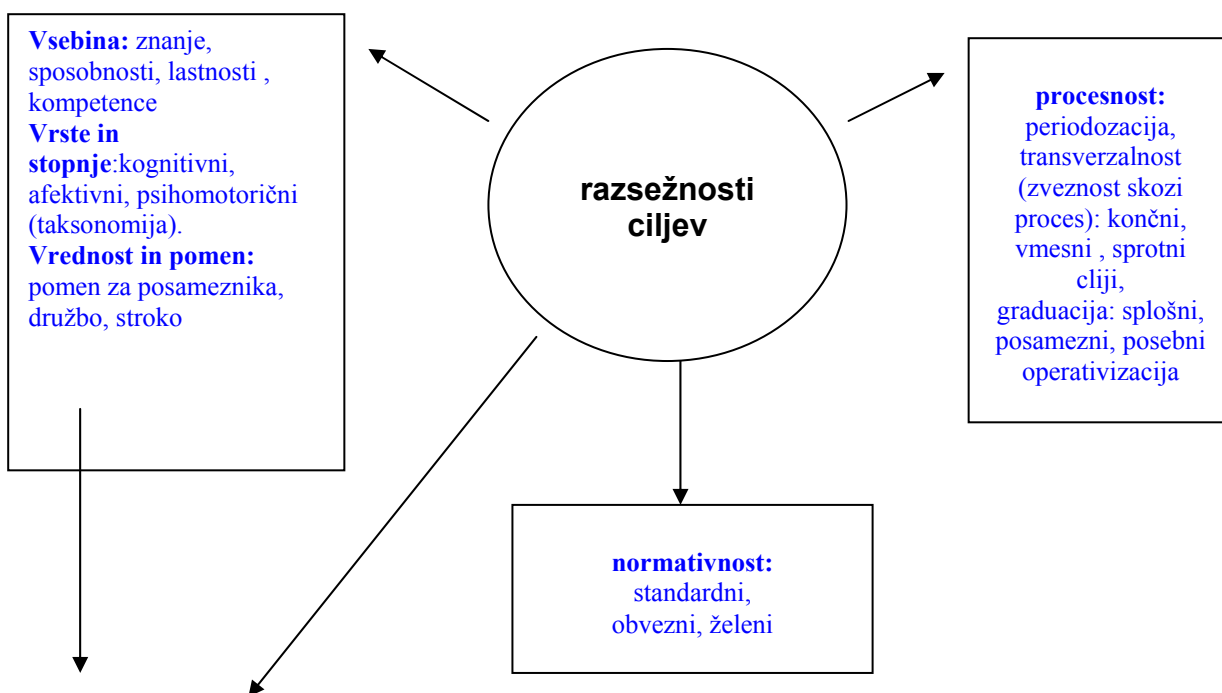 Vsebina: znanje,
sposobnosti, lastnosti ,
kompetence
Vrste in
stopnje:kognitivni,
afektivni, psihomotorični
(taksonomija).
Vrednost in pomen:
pomen za posameznika,
družbo, stroko
razsežnosti
ciljev
procesnost:
periodozacija,
transverzalnost
(zveznost skozi
proces): končni,
vmesni , sprotni
cliji,
graduacija: splošni,
posamezni, posebni
operativizacija
normativnost:
standardni,
obvezni, želeni